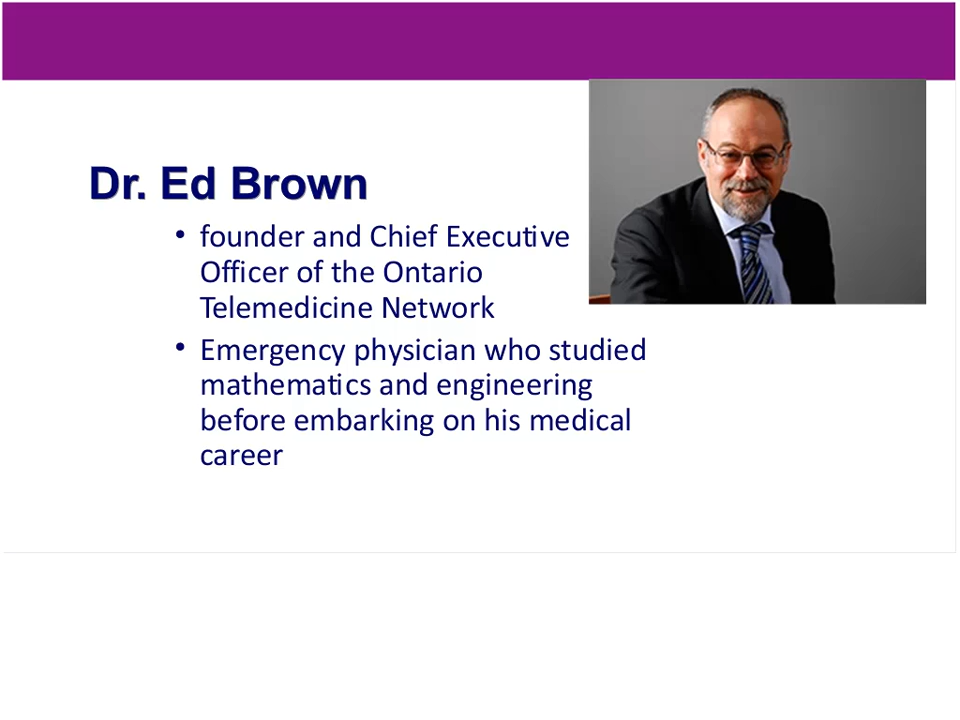 Dr. Ed Brown
• founder and Chief Executive
Officer of the Ontario
Telemedicine Network
• Emergency physician who studied
mathematics and engineering
before embarking on his medical
career